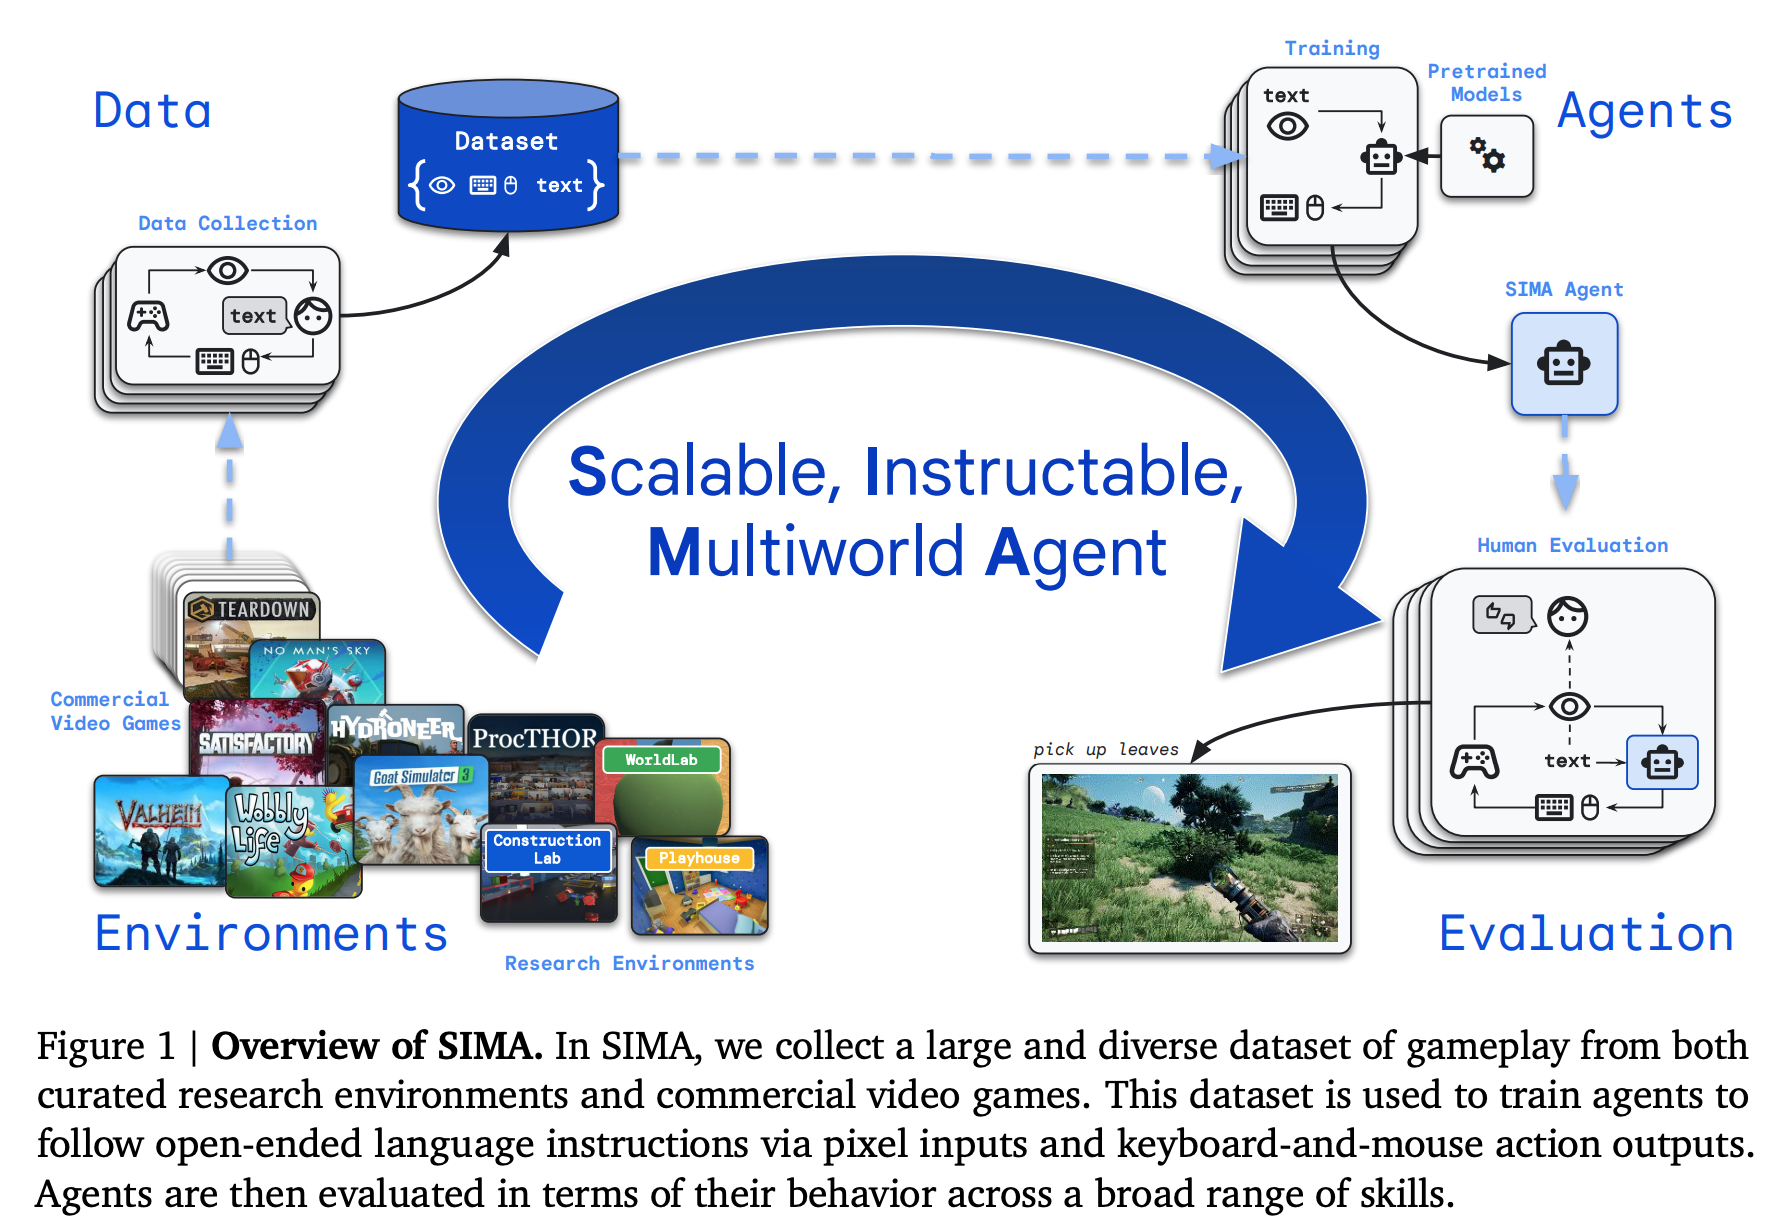 Data
Dataset
text
Data Collection
text
Training
text
Pretrained
Models
Agents
SIMA Agent
Scalable, Instructable,
Multiworld Agent
Human Evaluation
text
TEARDOWN
NO MAN'S SKY
Commercial
Video Games
SATISFACTORY
HYDRONEER
ProcTHOR
WorldLab
Goat Simulator 3
VALHEIM
Wobbly
Life
Construction
Lab
Playhouse
pick up leaves
Environments
Research Environments
Evaluation
Figure 1 | Overview of SIMA. In SIMA, we collect a large and diverse dataset of gameplay from both
curated research environments and commercial video games. This dataset is used to train agents to
follow open-ended language instructions via pixel inputs and keyboard-and-mouse action outputs.
Agents are then evaluated in terms of their behavior across a broad range of skills.